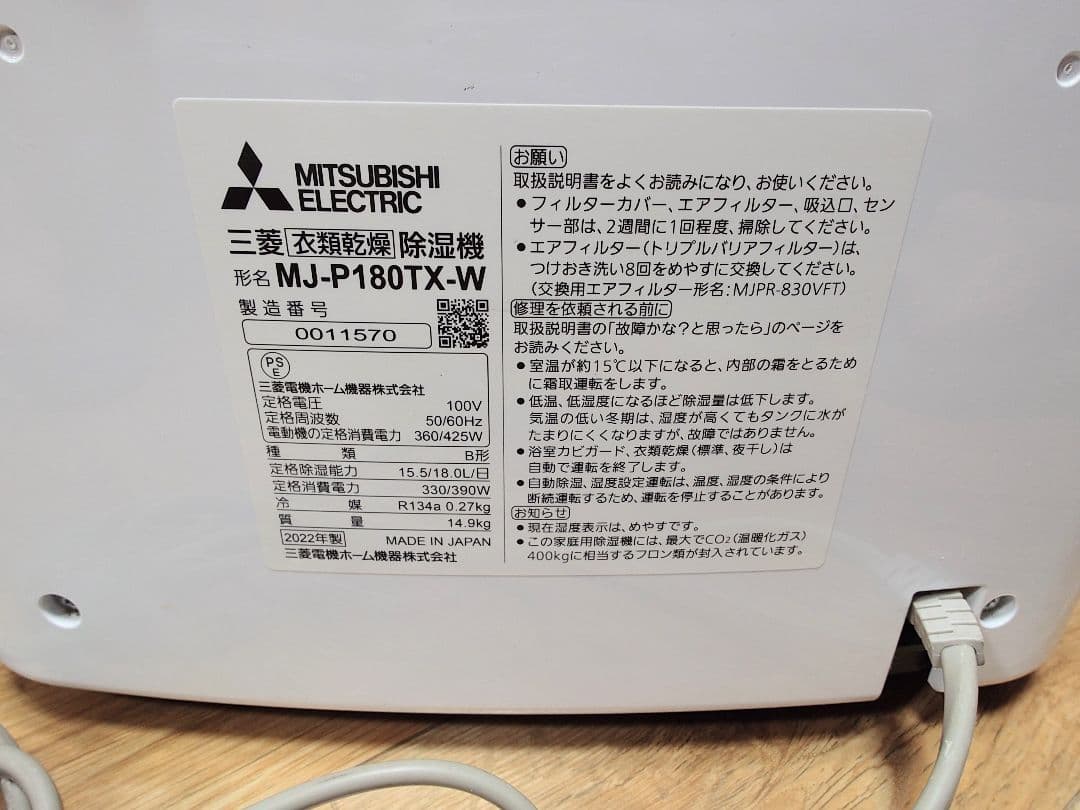 MITSUBISHI
ELECTRIC
三菱 衣類乾燥 除湿機
形名 MJ-P180TX-W
製造番号
0011570
PS
E
三菱電機ホーム機器株式会社
定格電圧 100V
定格周波数 50/60Hz
電動機の定格消費電力 360/425W
種類 B形
定格除湿能力 15.5/18.0L/日
定格消費電力 330/390W
冷媒 R134a 0.27kg
質量 14.9kg
2022年製 MADE IN JAPAN
三菱電機ホーム機器株式会社
お願い
取扱説明書をよくお読みになり、お使いください。
●フィルターカバー、エアフィルター、吸込口、セン
サー部は、2週間に1回程度、掃除してください。
●エアフィルター(トリプルバリアフィルター)は、
つけおき洗い8回をめやすに交換してください。
(交換用エアフィルター形名:MJPR-830VFT)
修理を依頼される前に
取扱説明書の「故障かな?と思ったら」のページを
お読みください。
●室温が約15℃以下になると、内部の霜をとるため
に霜取運転をします。
●低温、低湿度になるほど除湿量は低下します。
気温の低い冬期は、湿度が高くてもタンクに水が
たまりにくくなりますが、故障ではありません。
●浴室カビガード、衣類乾燥(標準、夜干し)は
自動で運転を終了します。
●自動除湿、湿度設定運転は、温度、湿度の条件により
断続運転するため、運転を停止することがあります。
お知らせ
●現在湿度表示は、めやすです。
●この家庭用除湿機には、最大でCO₂(温暖化ガス)
400kgに相当するフロン類が封入されています。